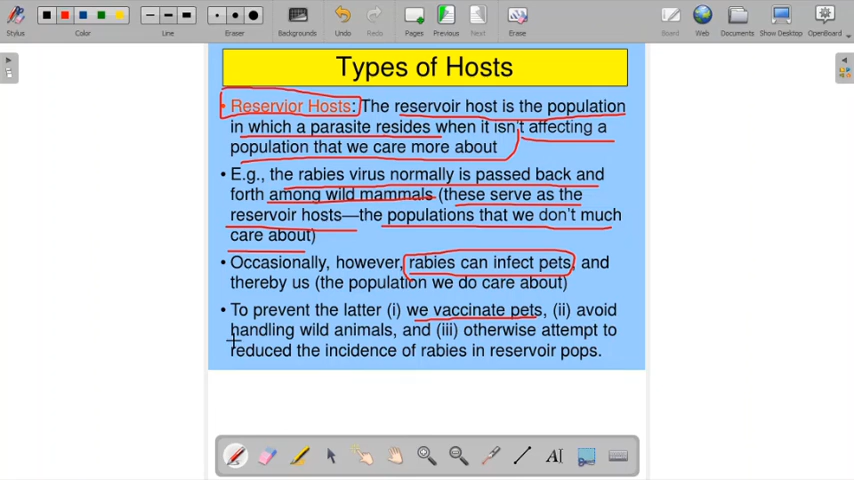 Stylus
Color
Line
Eraser
Backgrounds
Undo
Redo
Pages
Previous
Next
Erase
Board
Web
Documents
Show Desktop
OpenBoard
Types of Hosts
• Reservior Hosts: The reservoir host is the population
in which a parasite resides when it isn't affecting a
population that we care more about
• E.g., the rabies virus normally is passed back and
forth among wild mammals (these serve as the
reservoir hosts—the populations that we don't much
care about)
• Occasionally, however, rabies can infect pets, and
thereby us (the population we do care about)
• To prevent the latter (i) we vaccinate pets, (ii) avoid
handling wild animals, and (iii) otherwise attempt to
reduced the incidence of rabies in reservoir pops.